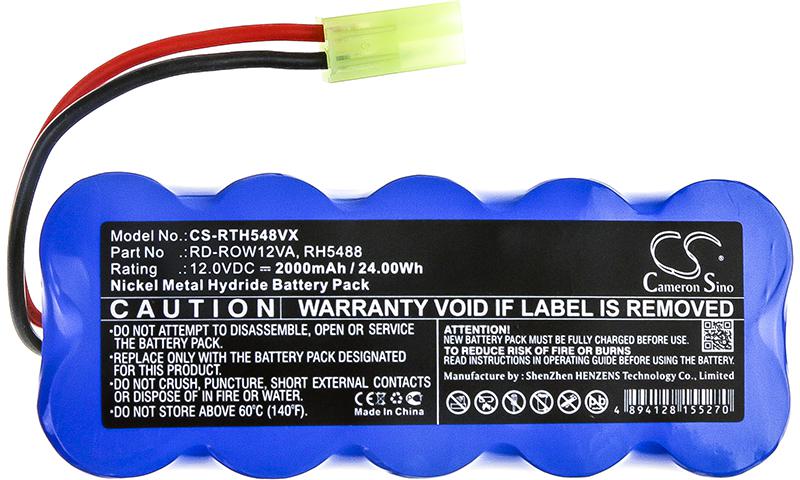 Model No.:CS-RTH548VX
Part No :RD-ROW12VA, RH5488
Rating :12.0VDC ⎓ 2000mAh / 24.00Wh
Nickel Metal Hydride Battery Pack
CS
Cameron Sino
CAUTION
WARRANTY VOID IF LABEL IS REMOVED
•DO NOT ATTEMPT TO DISASSEMBLE, OPEN OR SERVICE
THE BATTERY PACK.
•REPLACE ONLY WITH THE BATTERY PACK DESIGNATED
FOR THIS PRODUCT.
•DO NOT CRUSH, PUNCTURE, SHORT EXTERNAL CONTACTS
OR DISPOSE OF IN FIRE OR WATER.
•DO NOT STORE ABOVE 60℃ (140℉)
ATTENTION!
NEW BATTERY PACK MUST BE FULLY CHARGED BEFORE USE.
TO REDUCE RISK OF FIRE OR BURNS
READ OPERATING GUIDELINE BEFORE USING BATTERY.
Manufacture by : ShenZhen HENZENS Technology Co., Limited
CE
Made In China
4 894128 155270